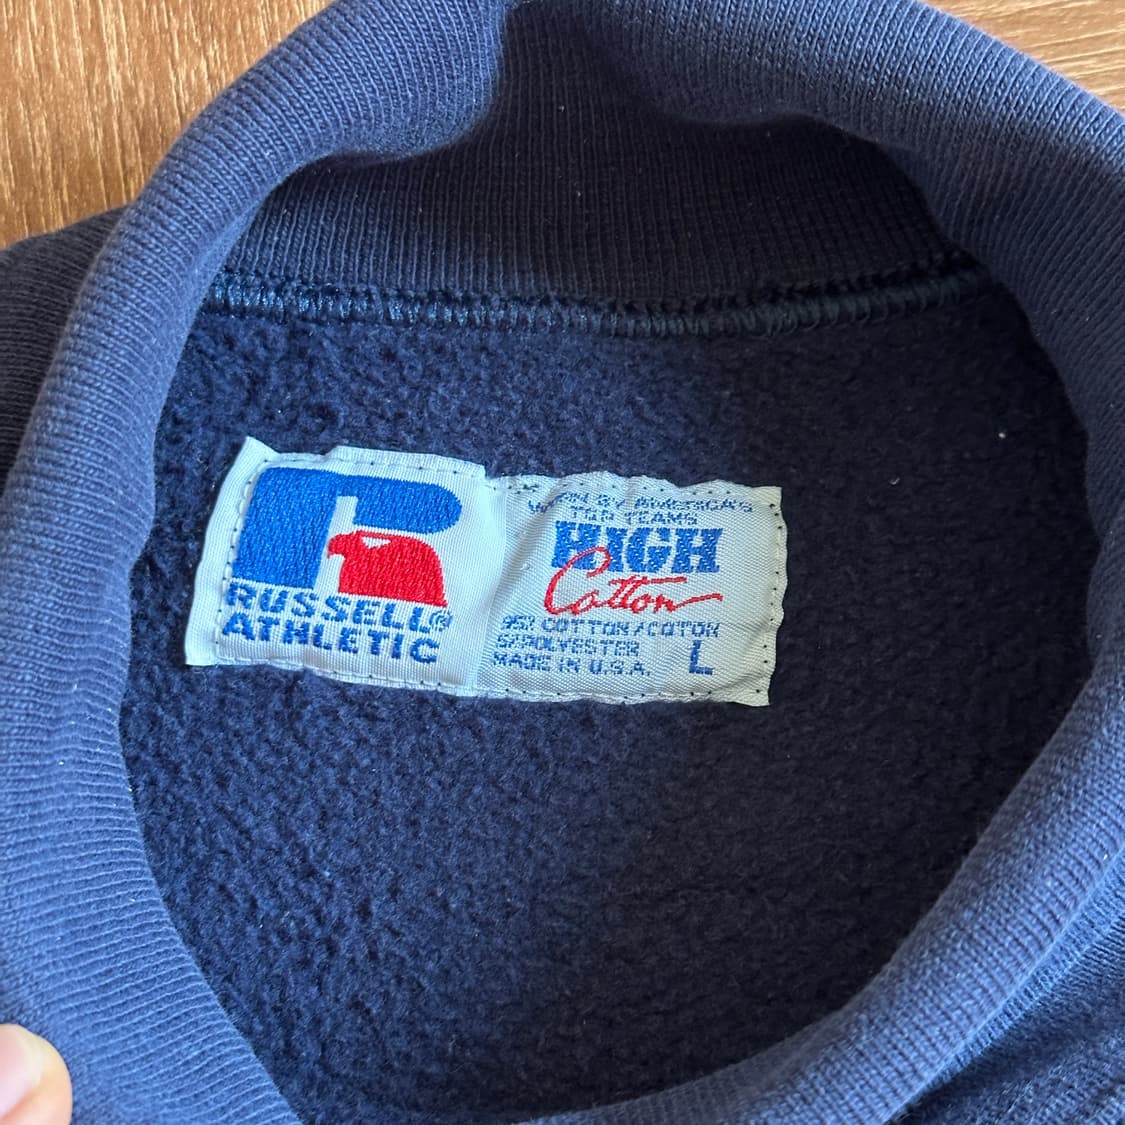 RUSSELL®
ATHLETIC
WORN BY AMERICA'S
TOP TEAMS
HIGH
Cotton
95% COTTON/COTON
5% POLYESTER
MADE IN U.S.A. L